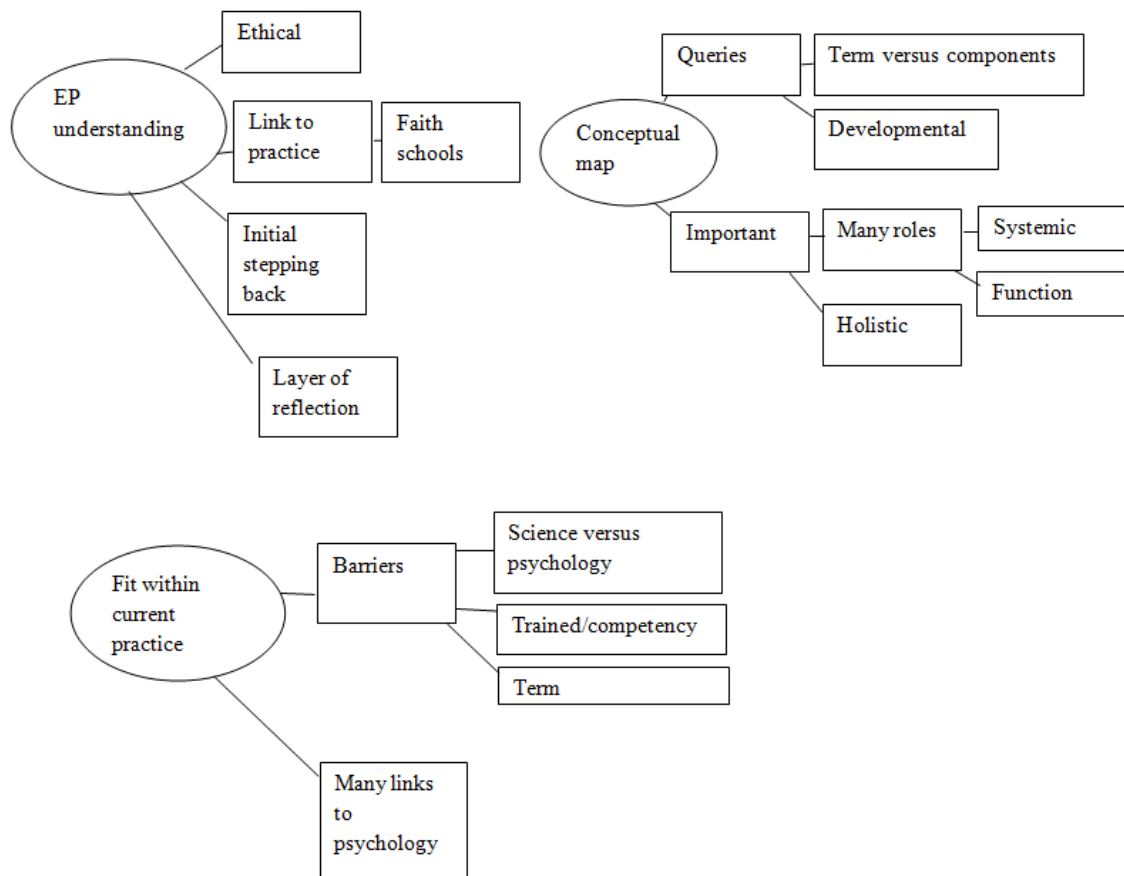 EP
understanding
Ethical
Link to
practice
Faith
schools
Initial
stepping
back
Layer of
reflection
Conceptual
map
Queries
Term versus components
Developmental
Important
Many roles
Systemic
Function
Holistic
Fit within
current
practice
Barriers
Science versus
psychology
Trained/competency
Term
Many links
to
psychology